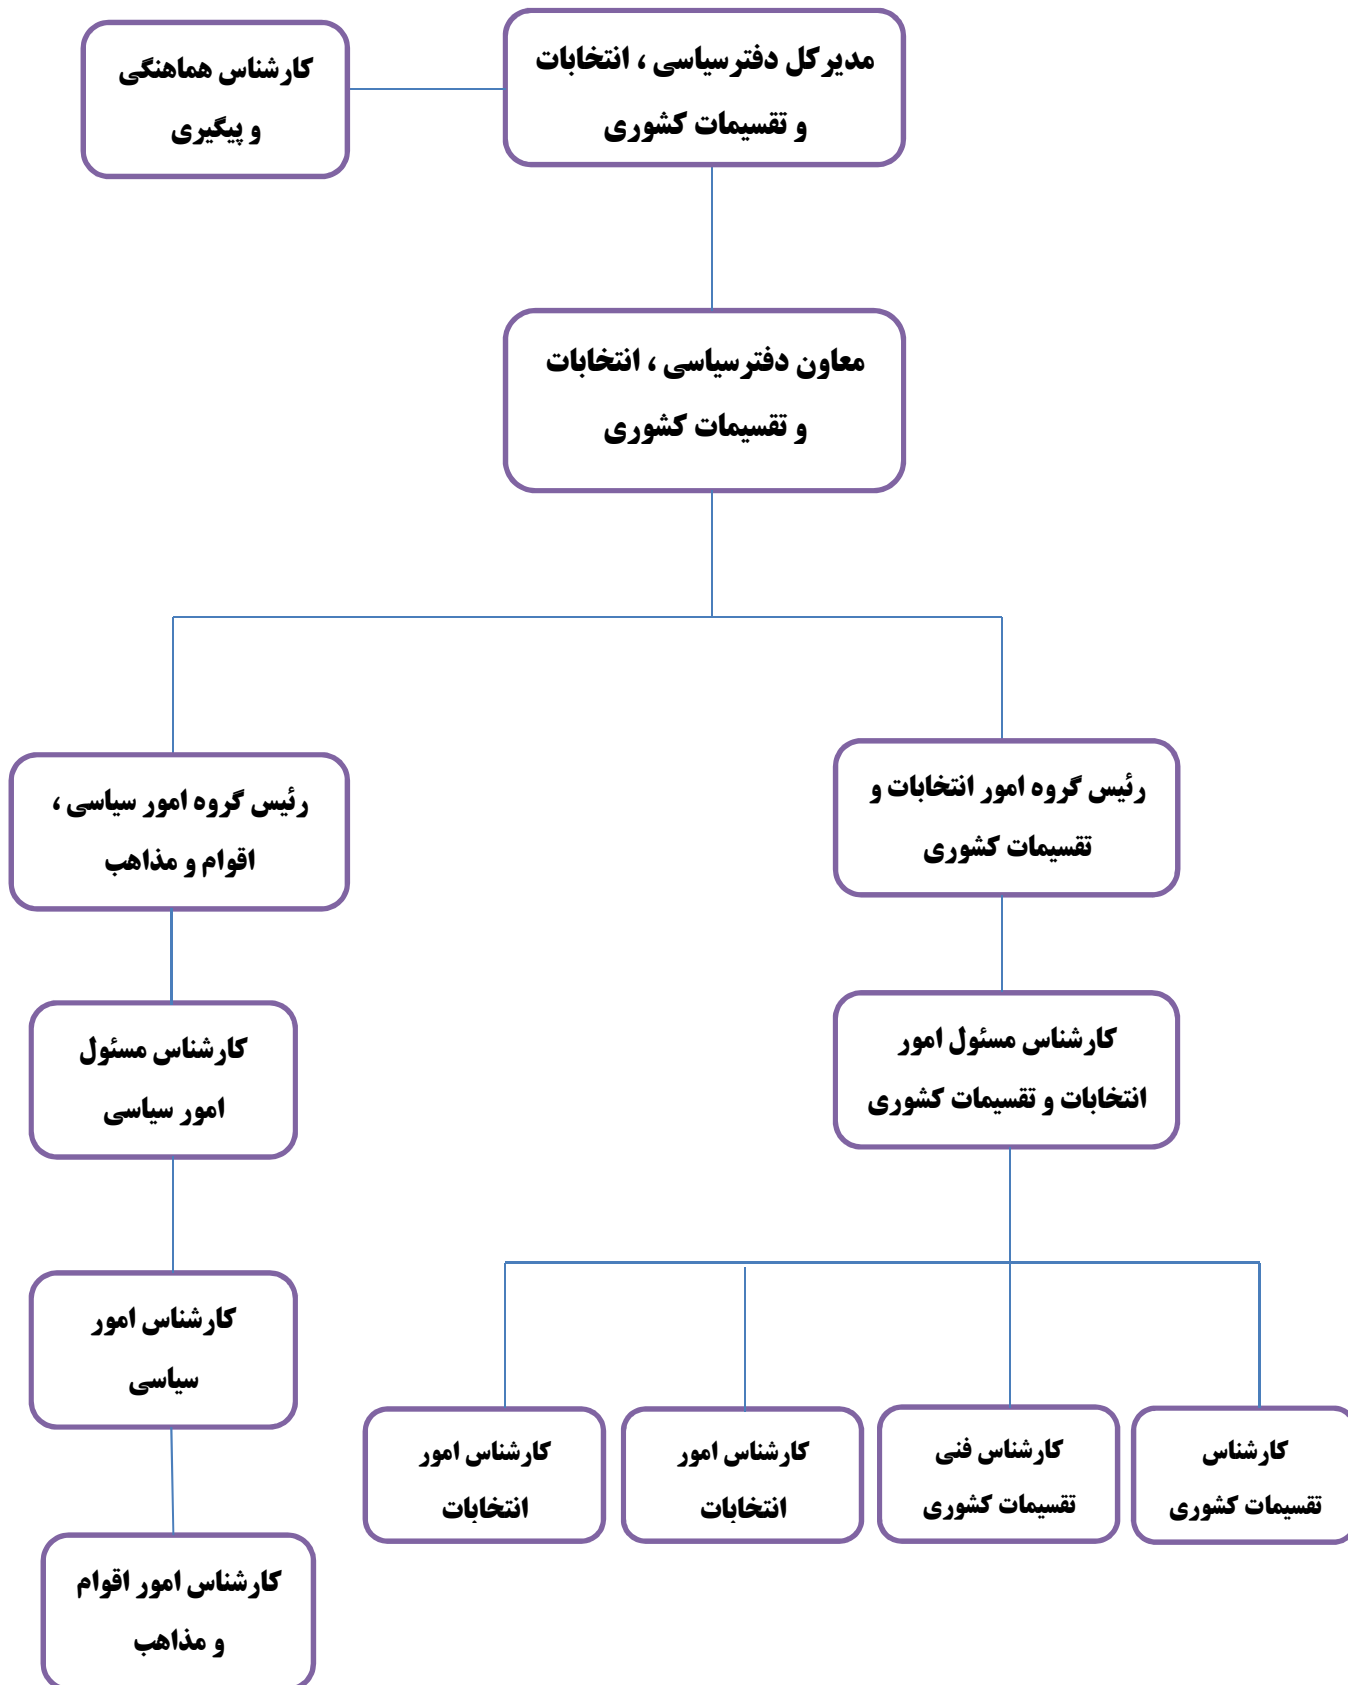 مدیرکل دفترسیاسی ، انتخابات
و تقسیمات کشوری
کارشناس هماهنگی
و پیگیری
معاون دفترسیاسی ، انتخابات
و تقسیمات کشوری
رئیس گروه امور انتخابات و
تقسیمات کشوری
رئیس گروه امور سیاسی ،
اقوام و مذاهب
کارشناس مسئول امور
انتخابات و تقسیمات کشوری
کارشناس مسئول
امور سیاسی
کارشناس امور
سیاسی
کارشناس
تقسیمات کشوری
کارشناس فنی
تقسیمات کشوری
کارشناس امور
انتخابات
کارشناس امور
انتخابات
کارشناس امور اقوام
و مذاهب